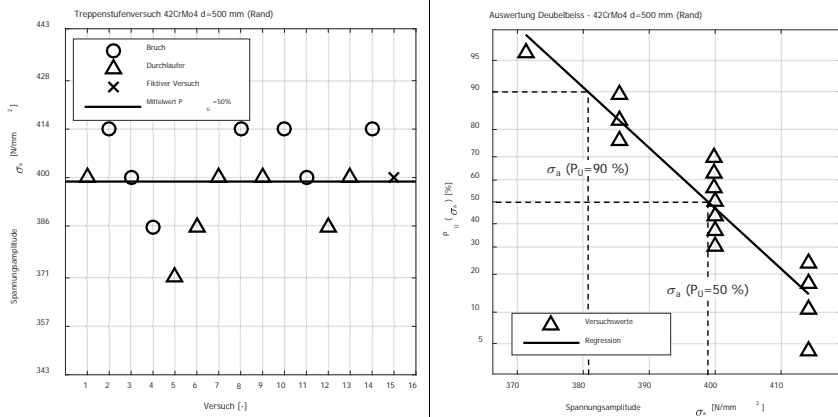 Treppenstufenversuch 42CrMo4 d=500 mm (Rand)
443
428
414
400
386
371
357
343
Spannungsamplitude σa [N/mm²]
Bruch
Durchläufer
Fiktiver Versuch
Mittelwert P Ü =50%
1 2 3 4 5 6 7 8 9 10 11 12 13 14 15 16
Versuch [-]
Auswertung Deubelbeiss - 42CrMo4 d=500 mm (Rand)
95
90
80
70
60
50
40
30
20
10
5
PÜ (σa) [%]
σa (PÜ=90 %)
σa (PÜ=50 %)
Versuchswerte
Regression
370 380 390 400 410
Spannungsamplitude σa [N/mm²]